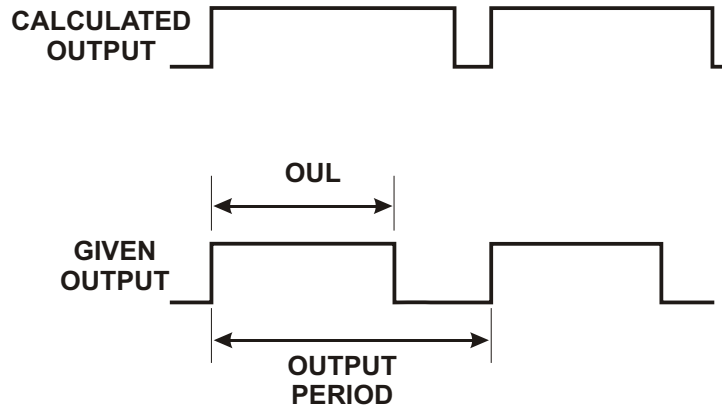 CALCULATED
OUTPUT
OUL
GIVEN
OUTPUT
OUTPUT
PERIOD